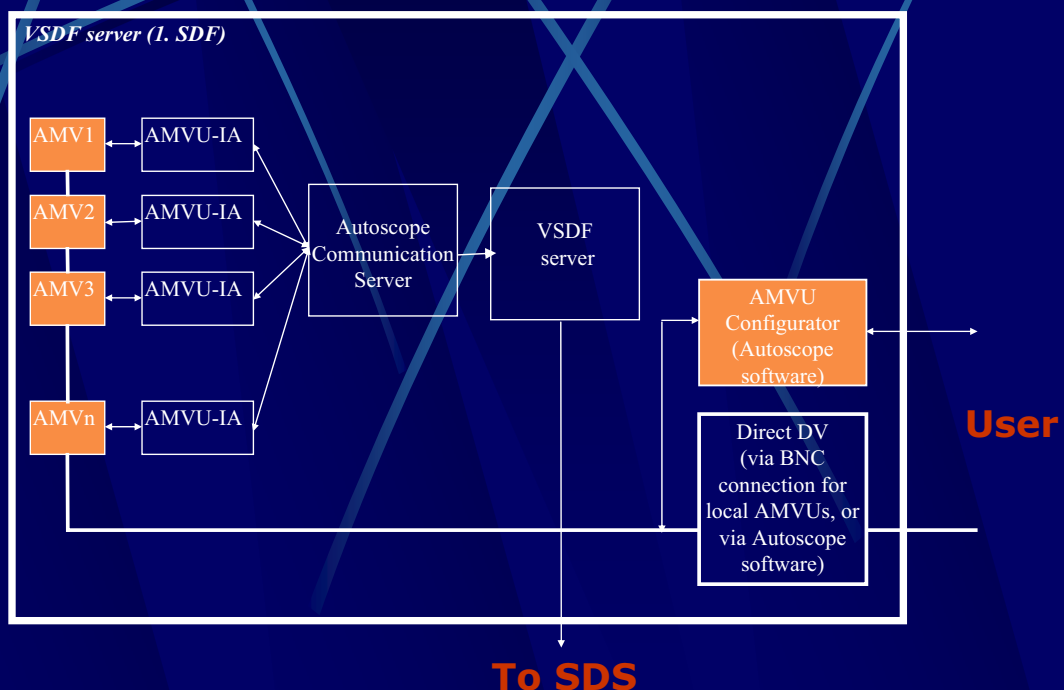 VSDF server (1. SDF)
AMV1
AMVU-IA
AMV2
AMVU-IA
AMV3
AMVU-IA
AMVn
AMVU-IA
Autoscope
Communication
Server
VSDF
server
AMVU
Configurator
(Autoscope
software)
Direct DV
(via BNC
connection for
local AMVUs, or
via Autoscope
software)
User
To SDS